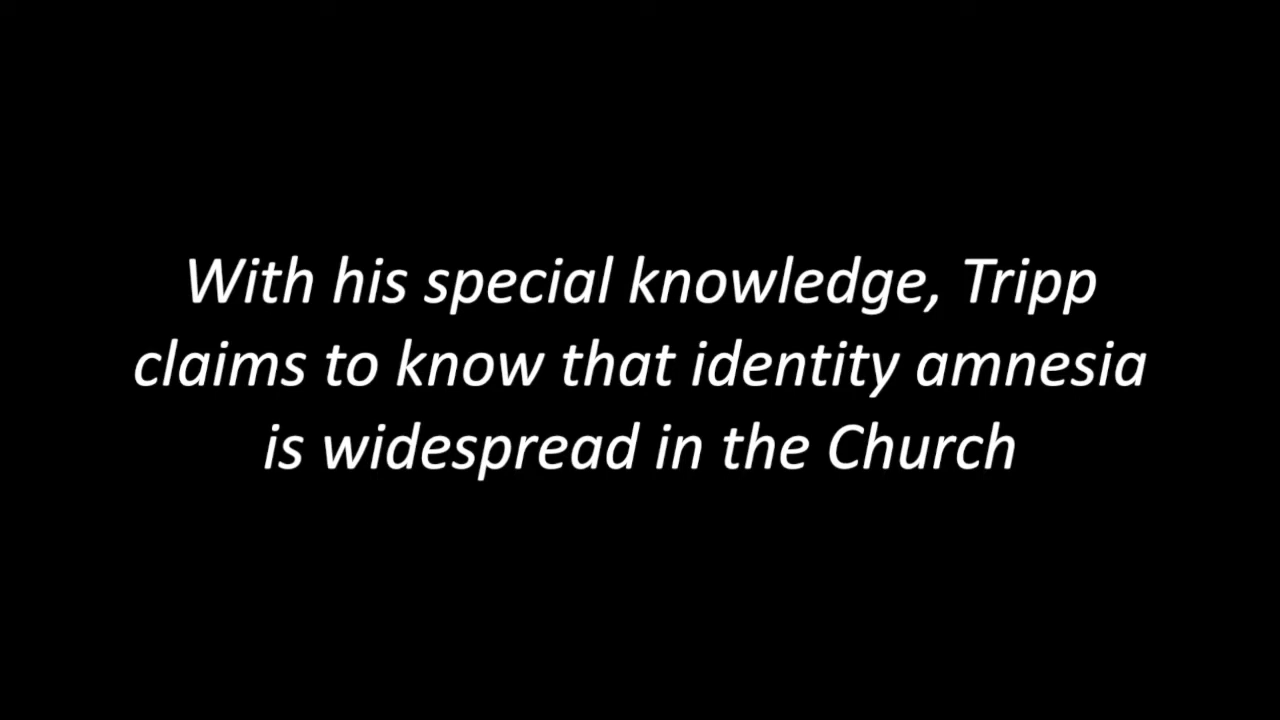 With his special knowledge, Tripp
claims to know that identity amnesia
is widespread in the Church